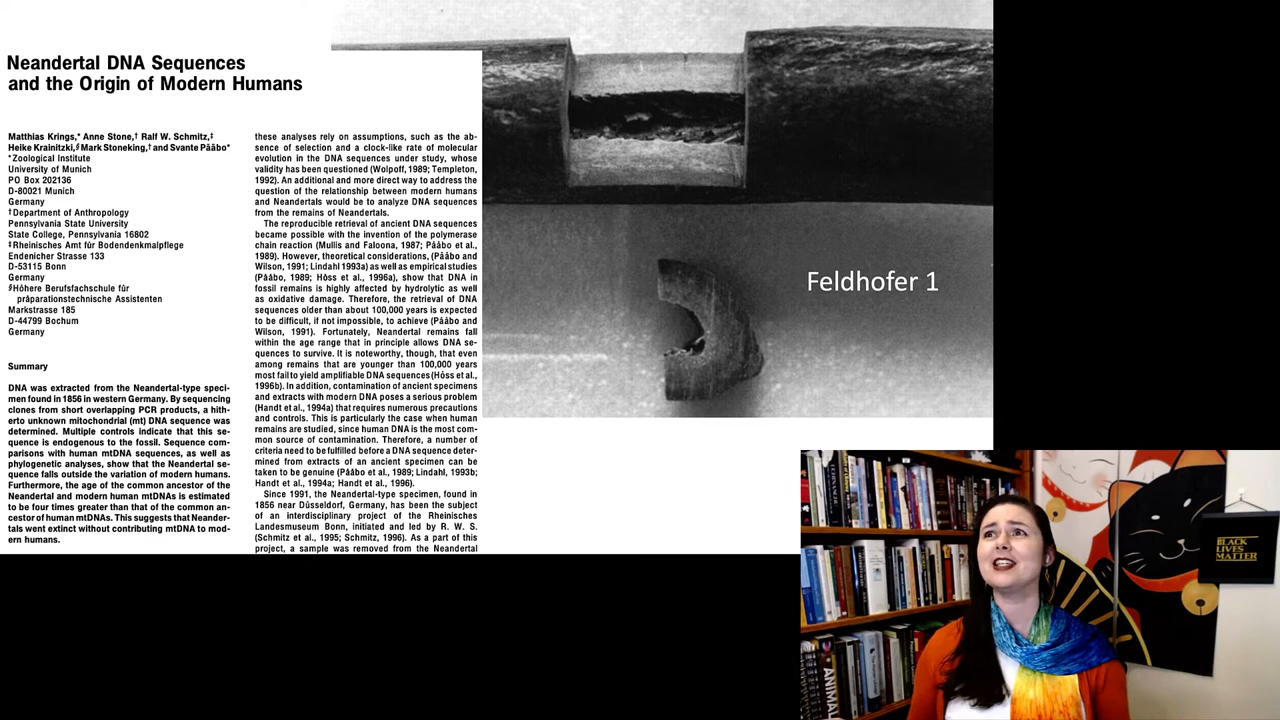 Neandertal DNA Sequences
and the Origin of Modern Humans
Matthias Krings,* Anne Stone,† Ralf W. Schmitz,‡
Heike Krainitzki,§ Mark Stoneking,† and Svante Pääbo*
*Zoological Institute
University of Munich
PO Box 202136
D-80021 Munich
Germany
†Department of Anthropology
Pennsylvania State University
State College, Pennsylvania 16802
‡Rheinisches Amt für Bodendenkmalpflege
Endenicher Strasse 133
D-53115 Bonn
Germany
§Höhere Berufsfachschule für
präparationstechnische Assistenten
Markstrasse 185
D-44799 Bochum
Germany
Summary
DNA was extracted from the Neandertal-type speci-
men found in 1856 in western Germany. By sequencing
clones from short overlapping PCR products, a hith-
erto unknown mitochondrial (mt) DNA sequence was
determined. Multiple controls indicate that this se-
quence is endogenous to the fossil. Sequence com-
parisons with human mtDNA sequences, as well as
phylogenetic analyses, show that the Neandertal se-
quence falls outside the variation of modern humans.
Furthermore, the age of the common ancestor of the
Neandertal and modern human mtDNAs is estimated
to be four times greater than that of the common an-
cestor of human mtDNAs. This suggests that Neander-
tals went extinct without contributing mtDNA to mod-
ern humans.
these analyses rely on assumptions, such as the ab-
sence of selection and a clock-like rate of molecular
evolution in the DNA sequences under study, whose
validity has been questioned (Wolpoff, 1989; Templeton,
1992). An additional and more direct way to address the
question of the relationship between modern humans
and Neandertals would be to analyze DNA sequences
from the remains of Neandertals.
The reproducible retrieval of ancient DNA sequences
became possible with the invention of the polymerase
chain reaction (Mullis and Faloona, 1987; Pääbo et al.,
1989). However, theoretical considerations, (Pääbo and
Wilson, 1991; Lindahl 1993a) as well as empirical studies
(Pääbo, 1989; Höss et al., 1996a), show that DNA in
fossil remains is highly affected by hydrolytic as well
as oxidative damage. Therefore, the retrieval of DNA
sequences older than about 100,000 years is expected
to be difficult, if not impossible, to achieve (Pääbo and
Wilson, 1991). Fortunately, Neandertal remains fall
within the age range that in principle allows DNA se-
quences to survive. It is noteworthy, though, that even
among remains that are younger than 100,000 years
most fail to yield amplifiable DNA sequences (Höss et al.,
1996b). In addition, contamination of ancient specimens
and extracts with modern DNA poses a serious problem
(Handt et al., 1994a) that requires numerous precautions
and controls. This is particularly the case when human
remains are studied, since human DNA is the most com-
mon source of contamination. Therefore, a number of
criteria need to be fulfilled before a DNA sequence deter-
mined from extracts of an ancient specimen can be
taken to be genuine (Pääbo et al., 1989; Lindahl, 1993b;
Handt et al., 1994a; Handt et al., 1996).
Since 1991, the Neandertal-type specimen, found in
1856 near Düsseldorf, Germany, has been the subject
of an interdisciplinary project of the Rheinisches
Landesmuseum Bonn, initiated and led by R. W. S.
(Schmitz et al., 1995; Schmitz, 1996). As a part of this
project, a sample was removed from the Neandertal
Feldhofer 1
BLACK
LIVES
MATTER
ANIMAL